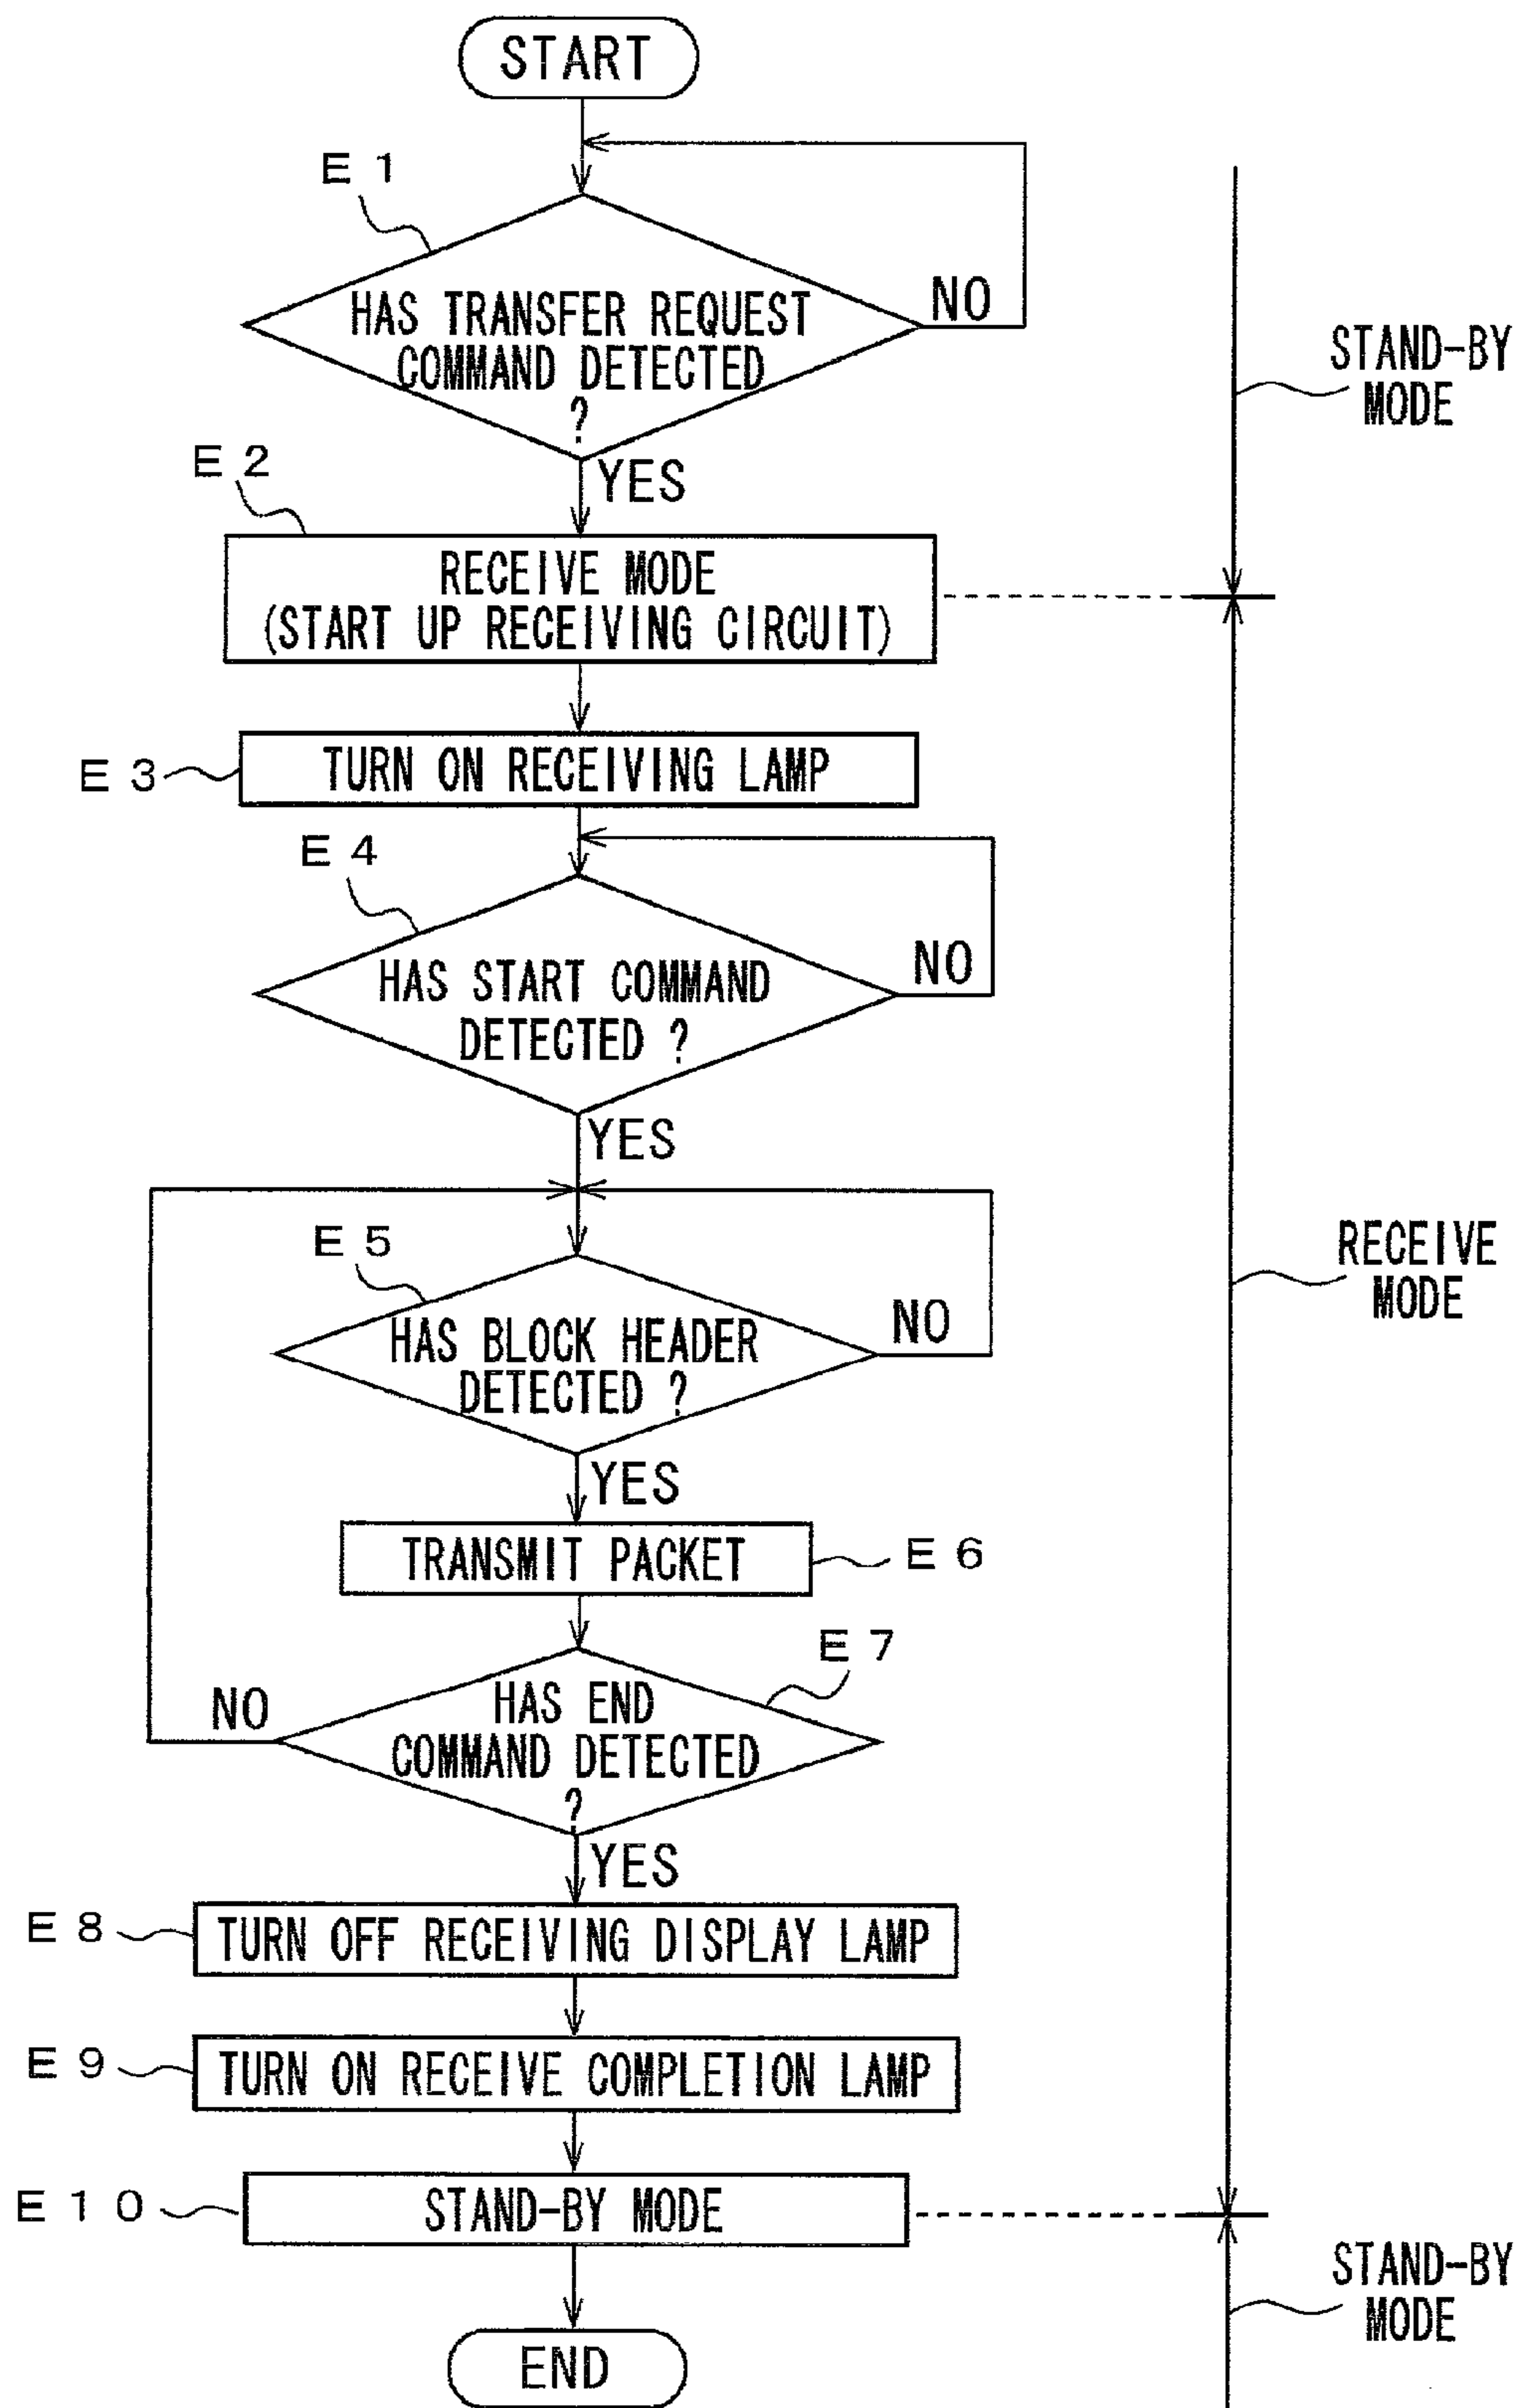 START
E 1
HAS TRANSFER REQUEST
COMMAND DETECTED
?
NO
YES
STAND-BY
MODE
E 2
RECEIVE MODE
(START UP RECEIVING CIRCUIT)
E 3
TURN ON RECEIVING LAMP
E 4
HAS START COMMAND
DETECTED ?
NO
YES
E 5
HAS BLOCK HEADER
DETECTED ?
NO
YES
RECEIVE
MODE
TRANSMIT PACKET
E 6
E 7
HAS END
COMMAND DETECTED
?
NO
YES
E 8
TURN OFF RECEIVING DISPLAY LAMP
E 9
TURN ON RECEIVE COMPLETION LAMP
E 1 0
STAND-BY MODE
STAND-BY
MODE
END